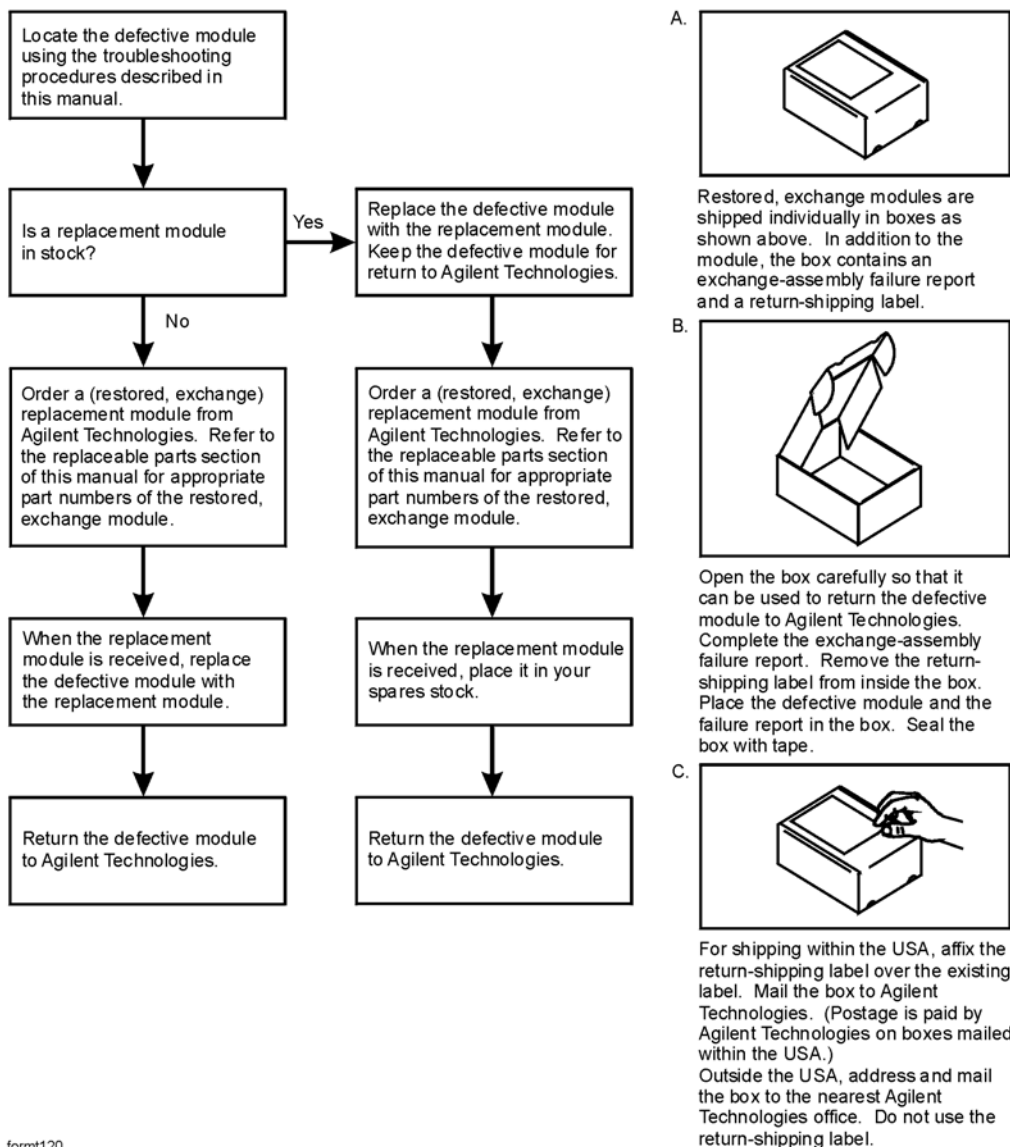 Locate the defective module
using the troubleshooting
procedures described in
this manual.
Is a replacement module
in stock?
Yes
No
Replace the defective module
with the replacement module.
Keep the defective module for
return to Agilent Technologies.
Order a (restored, exchange)
replacement module from
Agilent Technologies. Refer to
the replaceable parts section
of this manual for appropriate
part numbers of the restored,
exchange module.
Order a (restored, exchange)
replacement module from
Agilent Technologies. Refer to
the replaceable parts section
of this manual for appropriate
part numbers of the restored,
exchange module.
When the replacement
module is received, replace
the defective module with
the replacement module.
When the replacement module
is received, place it in your
spares stock.
Return the defective module
to Agilent Technologies.
Return the defective module
to Agilent Technologies.
A.
Restored, exchange modules are
shipped individually in boxes as
shown above. In addition to the
module, the box contains an
exchange-assembly failure report
and a return-shipping label.
B.
Open the box carefully so that it
can be used to return the defective
module to Agilent Technologies.
Complete the exchange-assembly
failure report. Remove the return-
shipping label from inside the box.
Place the defective module and the
failure report in the box. Seal the
box with tape.
C.
For shipping within the USA, affix the
return-shipping label over the existing
label. Mail the box to Agilent
Technologies. (Postage is paid by
Agilent Technologies on boxes mailed
within the USA.)
Outside the USA, address and mail
the box to the nearest Agilent
Technologies office. Do not use the
return-shipping label.
formt120